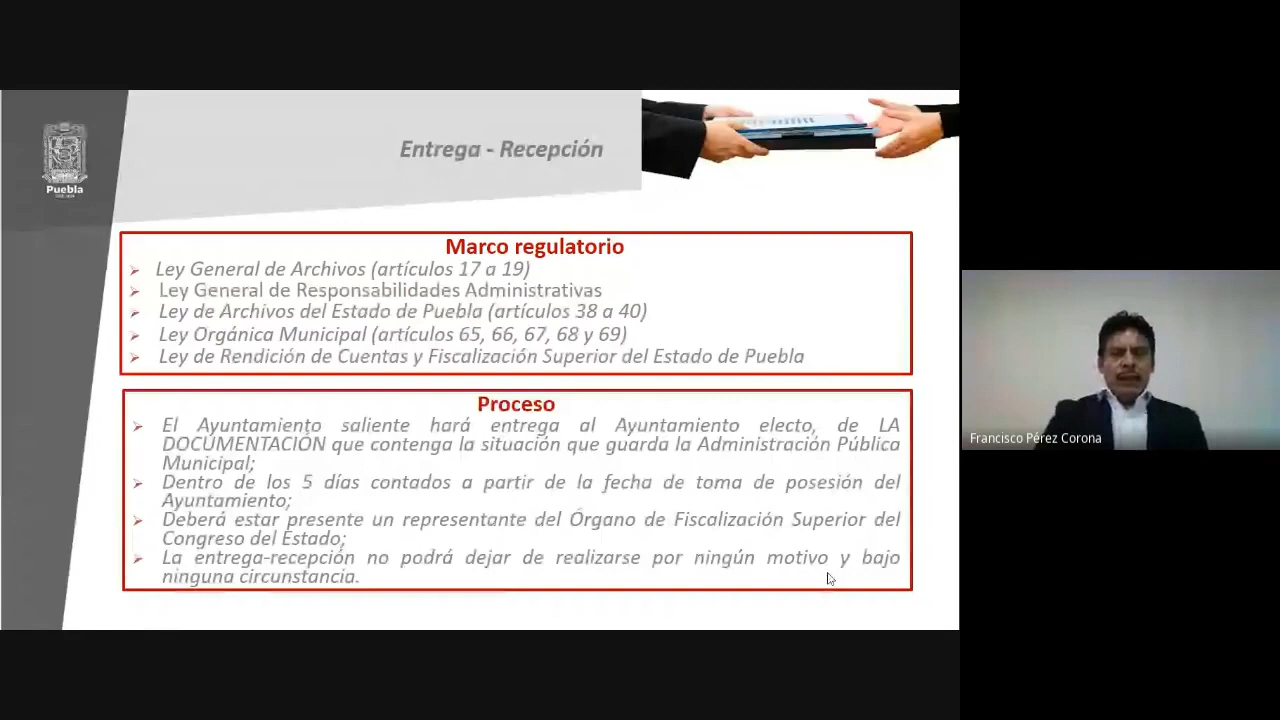 Puebla
Entrega - Recepción
Marco regulatorio
➢ Ley General de Archivos (artículos 17 a 19)
➢ Ley General de Responsabilidades Administrativas
➢ Ley de Archivos del Estado de Puebla (artículos 38 a 40)
➢ Ley Orgánica Municipal (artículos 65, 66, 67, 68 y 69)
➢ Ley de Rendición de Cuentas y Fiscalización Superior del Estado de Puebla
Proceso
➢ El Ayuntamiento saliente hará entrega al Ayuntamiento electo, de LA
DOCUMENTACIÓN que contenga la situación que guarda la Administración Pública
Municipal;
➢ Dentro de los 5 días contados a partir de la fecha de toma de posesión del
Ayuntamiento;
➢ Deberá estar presente un representante del Órgano de Fiscalización Superior del
Congreso del Estado;
➢ La entrega-recepción no podrá dejar de realizarse por ningún motivo y bajo
ninguna circunstancia.
Francisco Pérez Corona